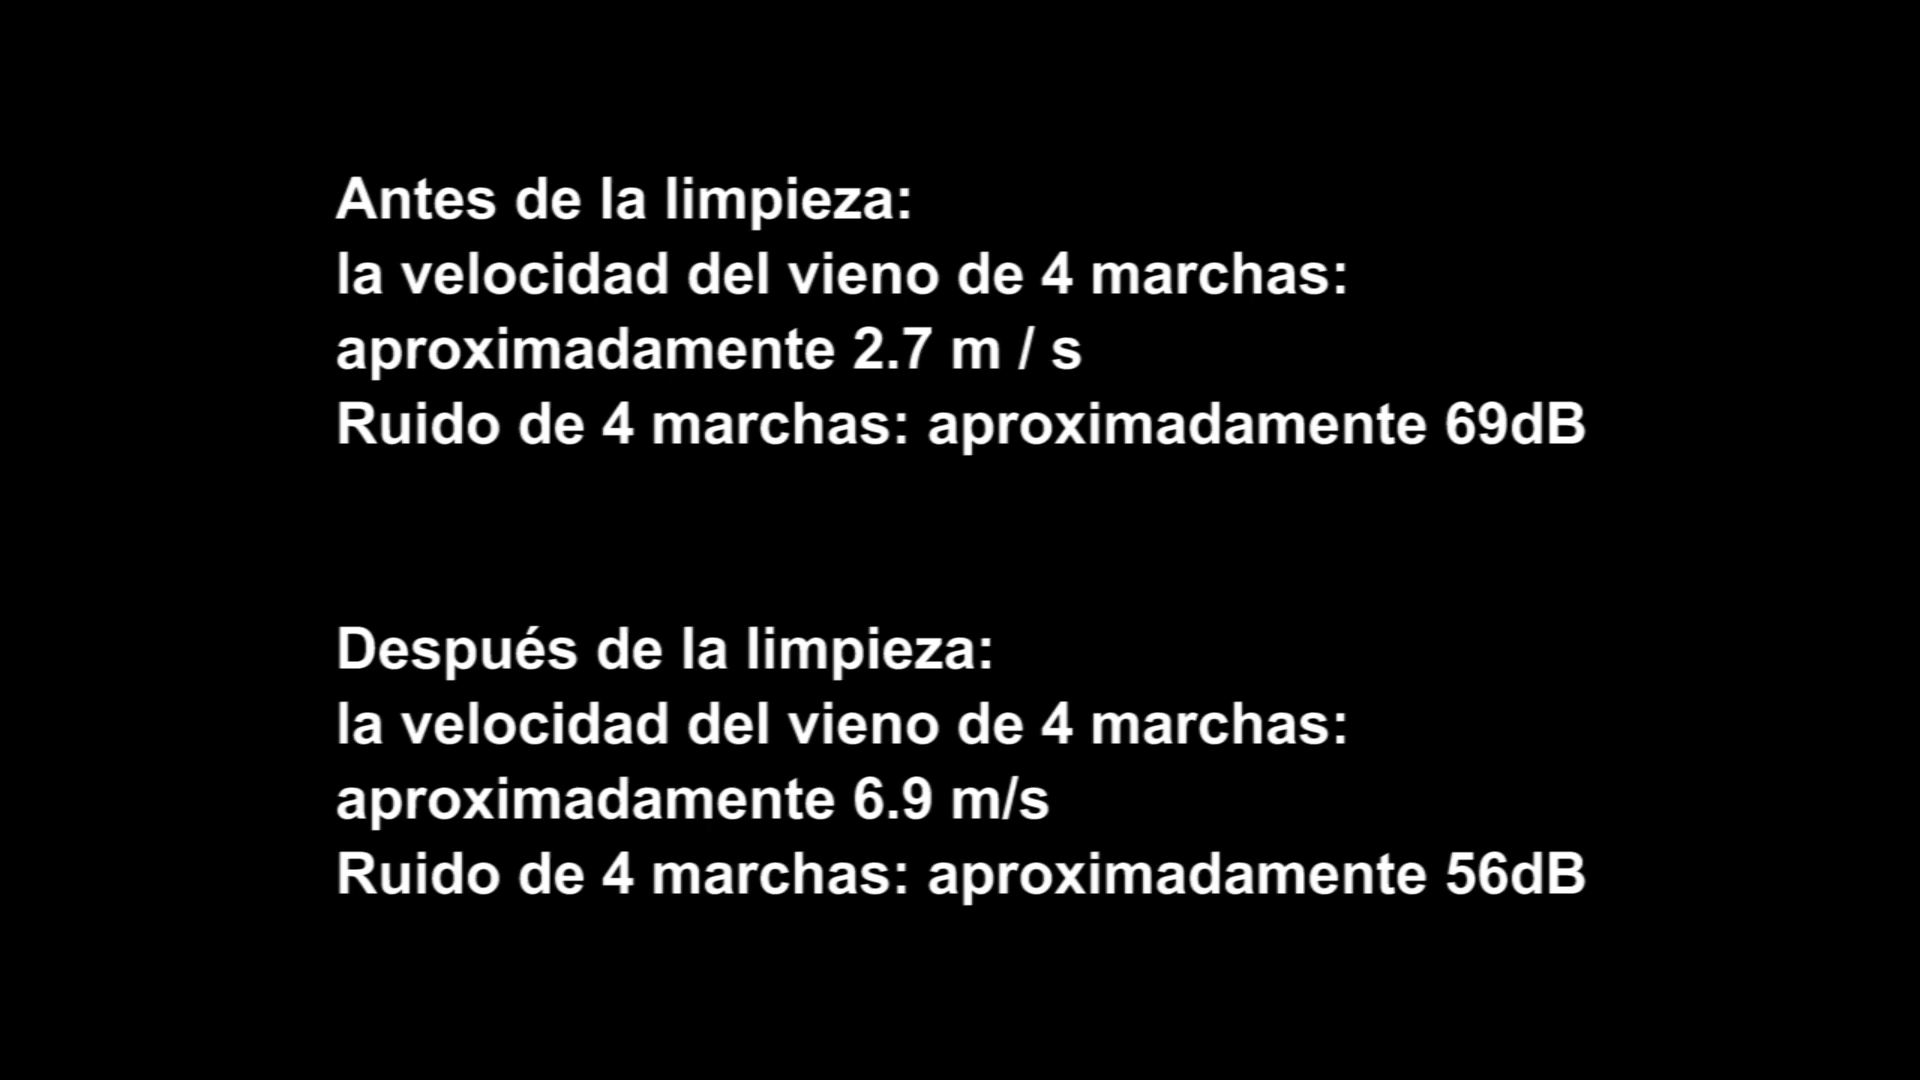 Antes de la limpieza:
la velocidad del vieno de 4 marchas:
aproximadamente 2.7 m / s
Ruido de 4 marchas: aproximadamente 69dB
Después de la limpieza:
la velocidad del vieno de 4 marchas:
aproximadamente 6.9 m/s
Ruido de 4 marchas: aproximadamente 56dB